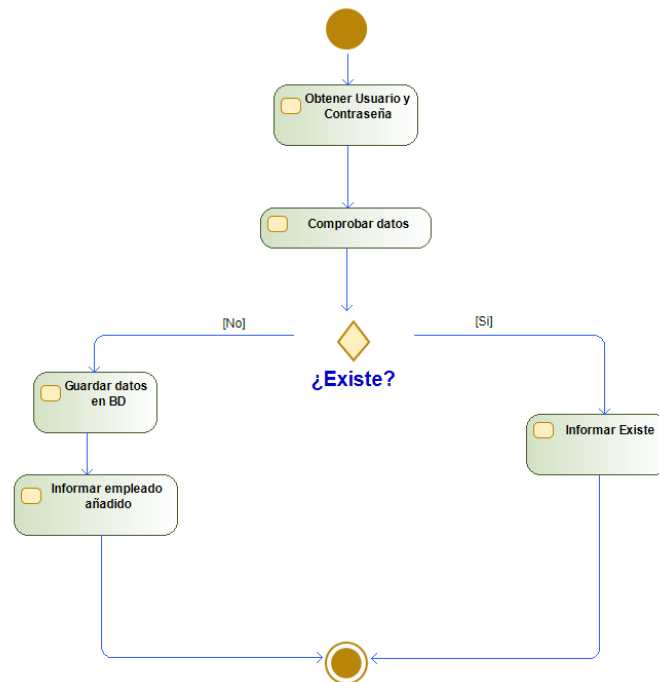 Obtener Usuario y
Contraseña
Comprobar datos
[No]
[Si]
¿Existe?
Guardar datos
en BD
Informar Existe
Informar empleado
añadido